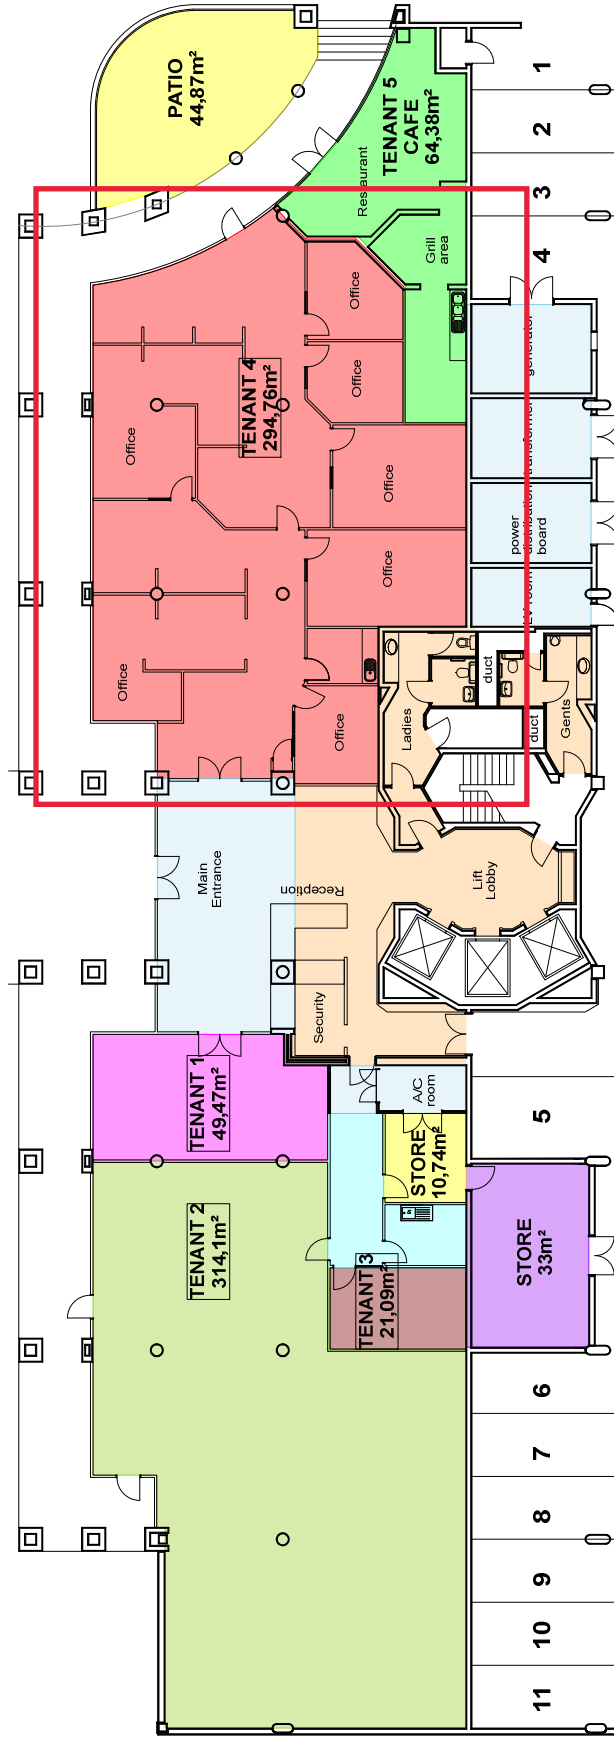 PATIO
44,87m²
TENANT 5
CAFE
64,38m²
Restaurant
Grill
area
1
2
3
4
Office
Office
TENANT 4
294,76m²
Office
Office
Office
Office
Office
generator
transformer
power
distribution
board
LV room
duct
duct
Ladies
Gents
Main
Entrance
Reception
Lift
Lobby
Security
A/C
room
TENANT 1
49,47m²
STORE
10,74m²
TENANT 2
314,1m²
TENANT 3
21,09m²
STORE
33m²
5
6
7
8
9
10
11